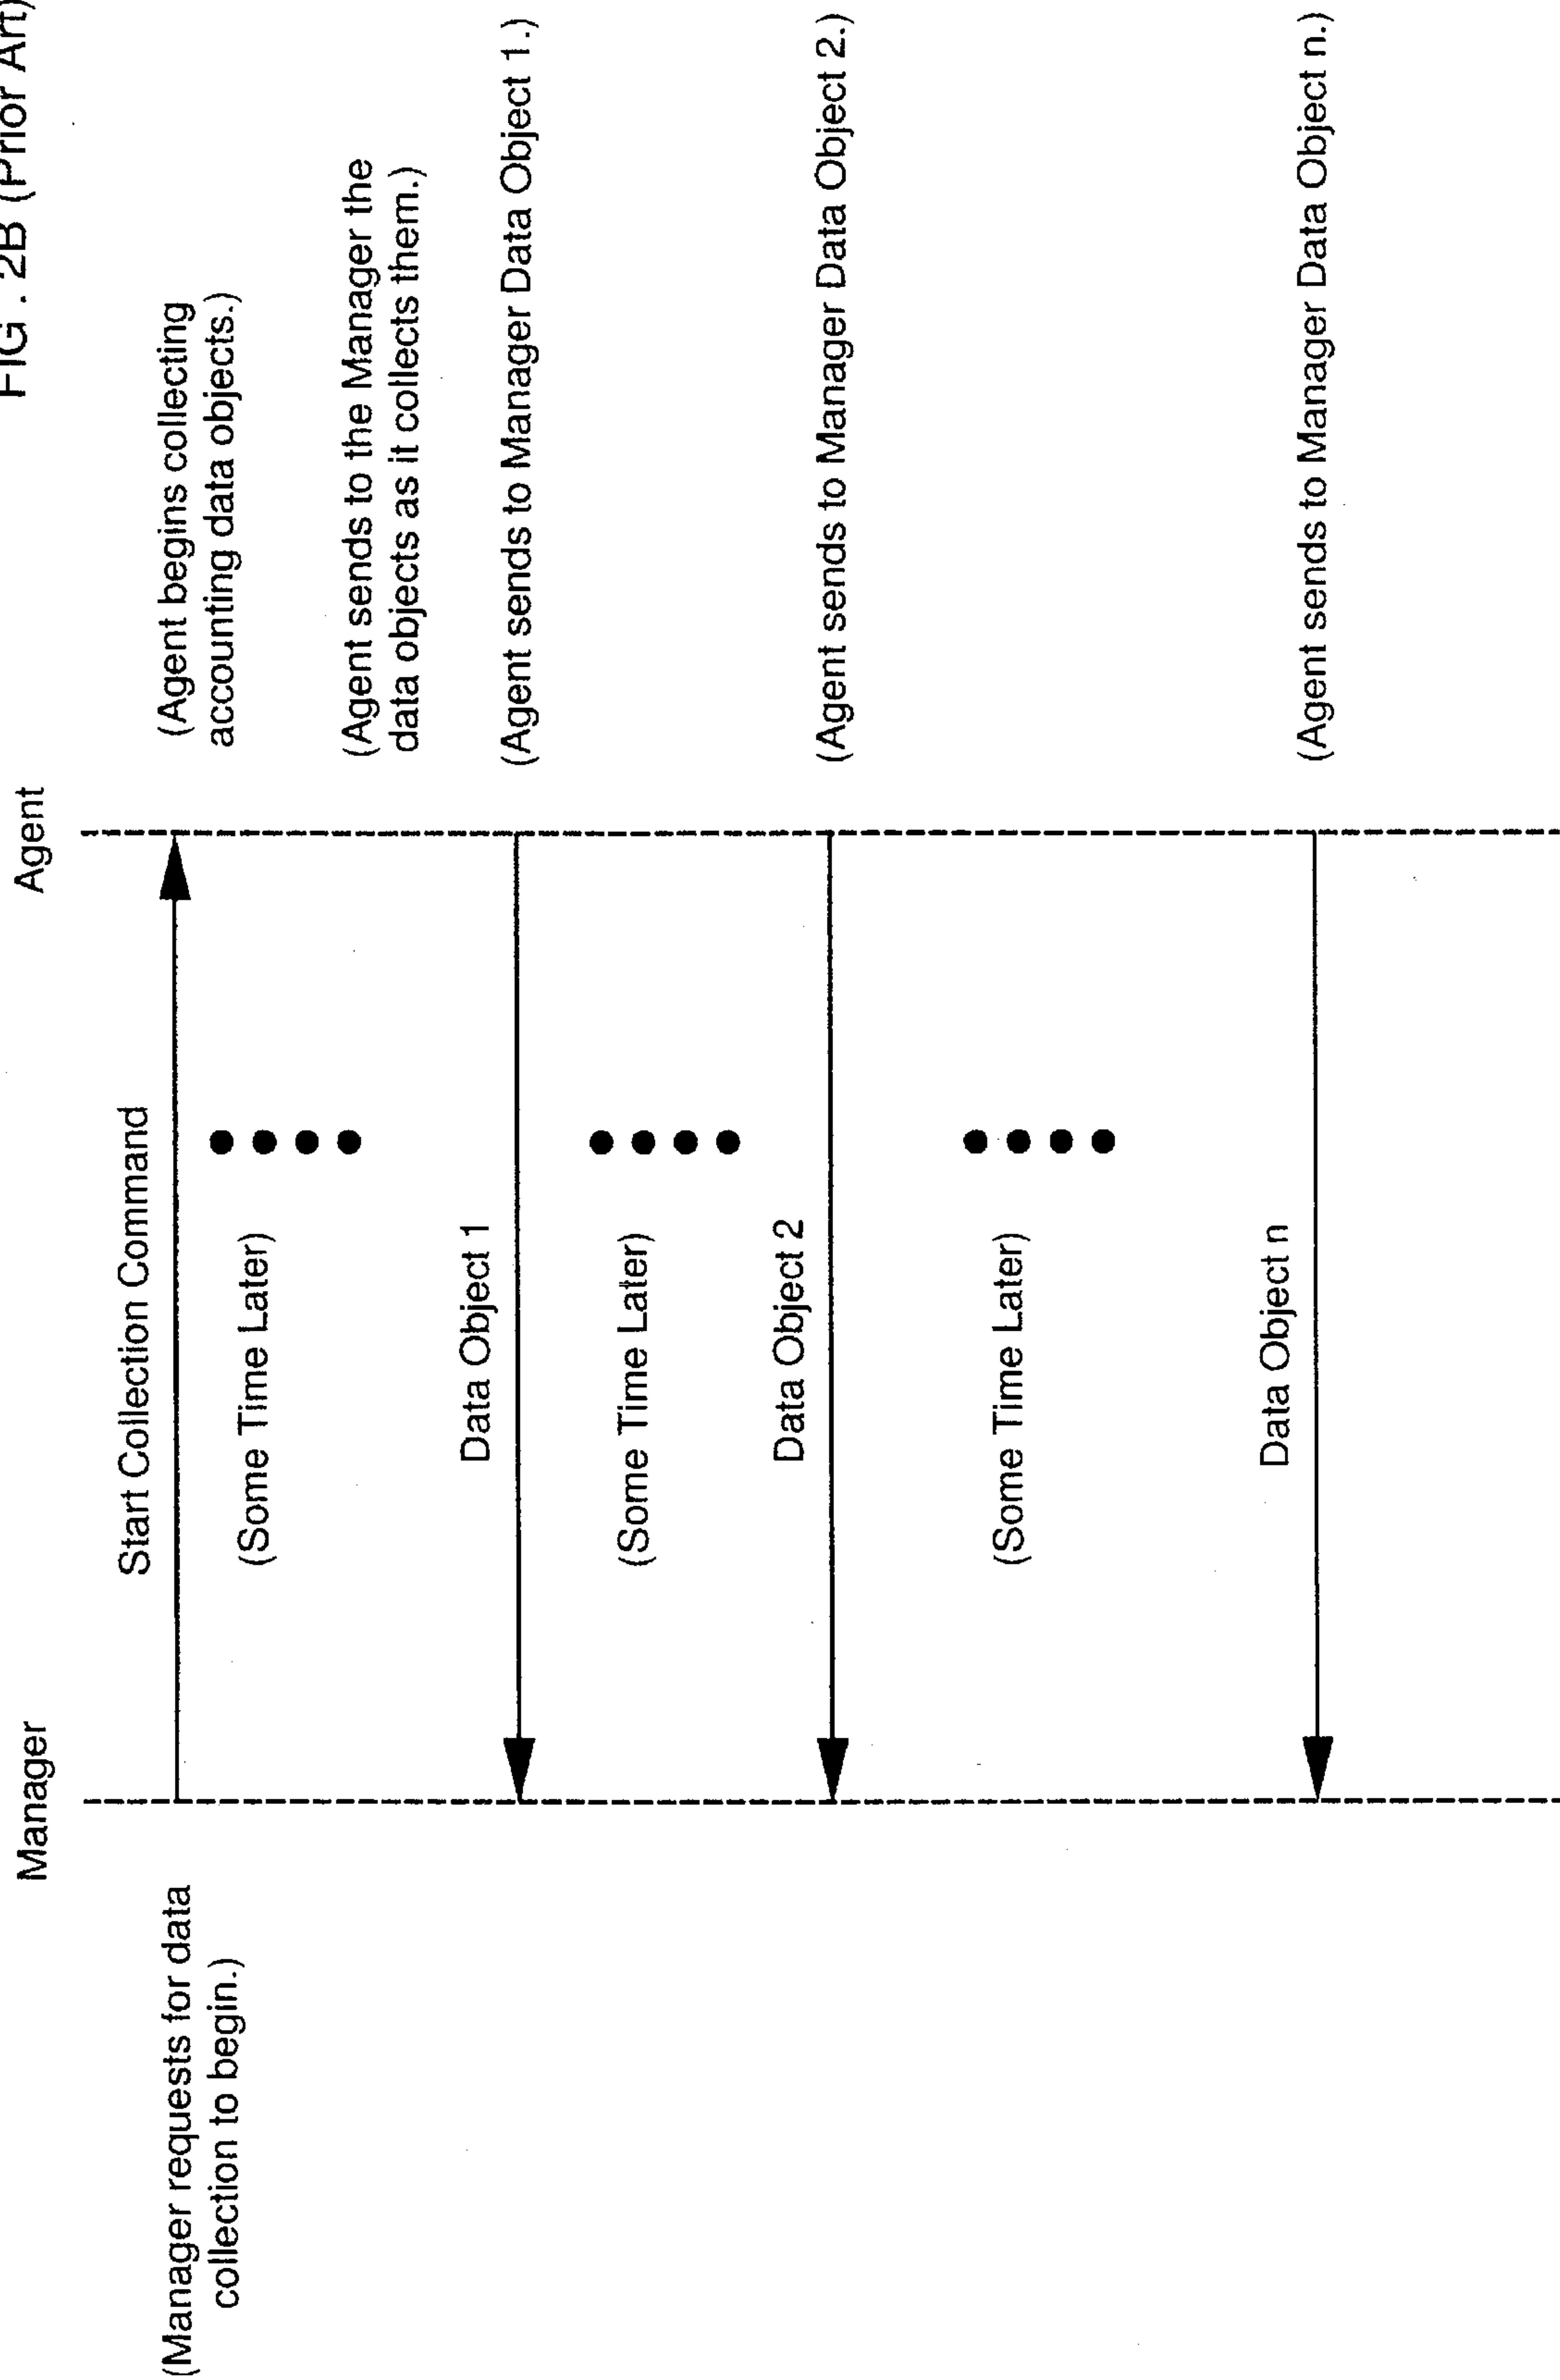 FIG. 2B (Prior Art)
Manager
Agent
(Manager requests for data
collection to begin.)
Start Collection Command
(Agent begins collecting
accounting data objects.)
(Some Time Later)
(Agent sends to the Manager the
data objects as it collects them.)
Data Object 1
(Agent sends to Manager Data Object 1.)
(Some Time Later)
Data Object 2
(Agent sends to Manager Data Object 2.)
(Some Time Later)
Data Object n
(Agent sends to Manager Data Object n.)